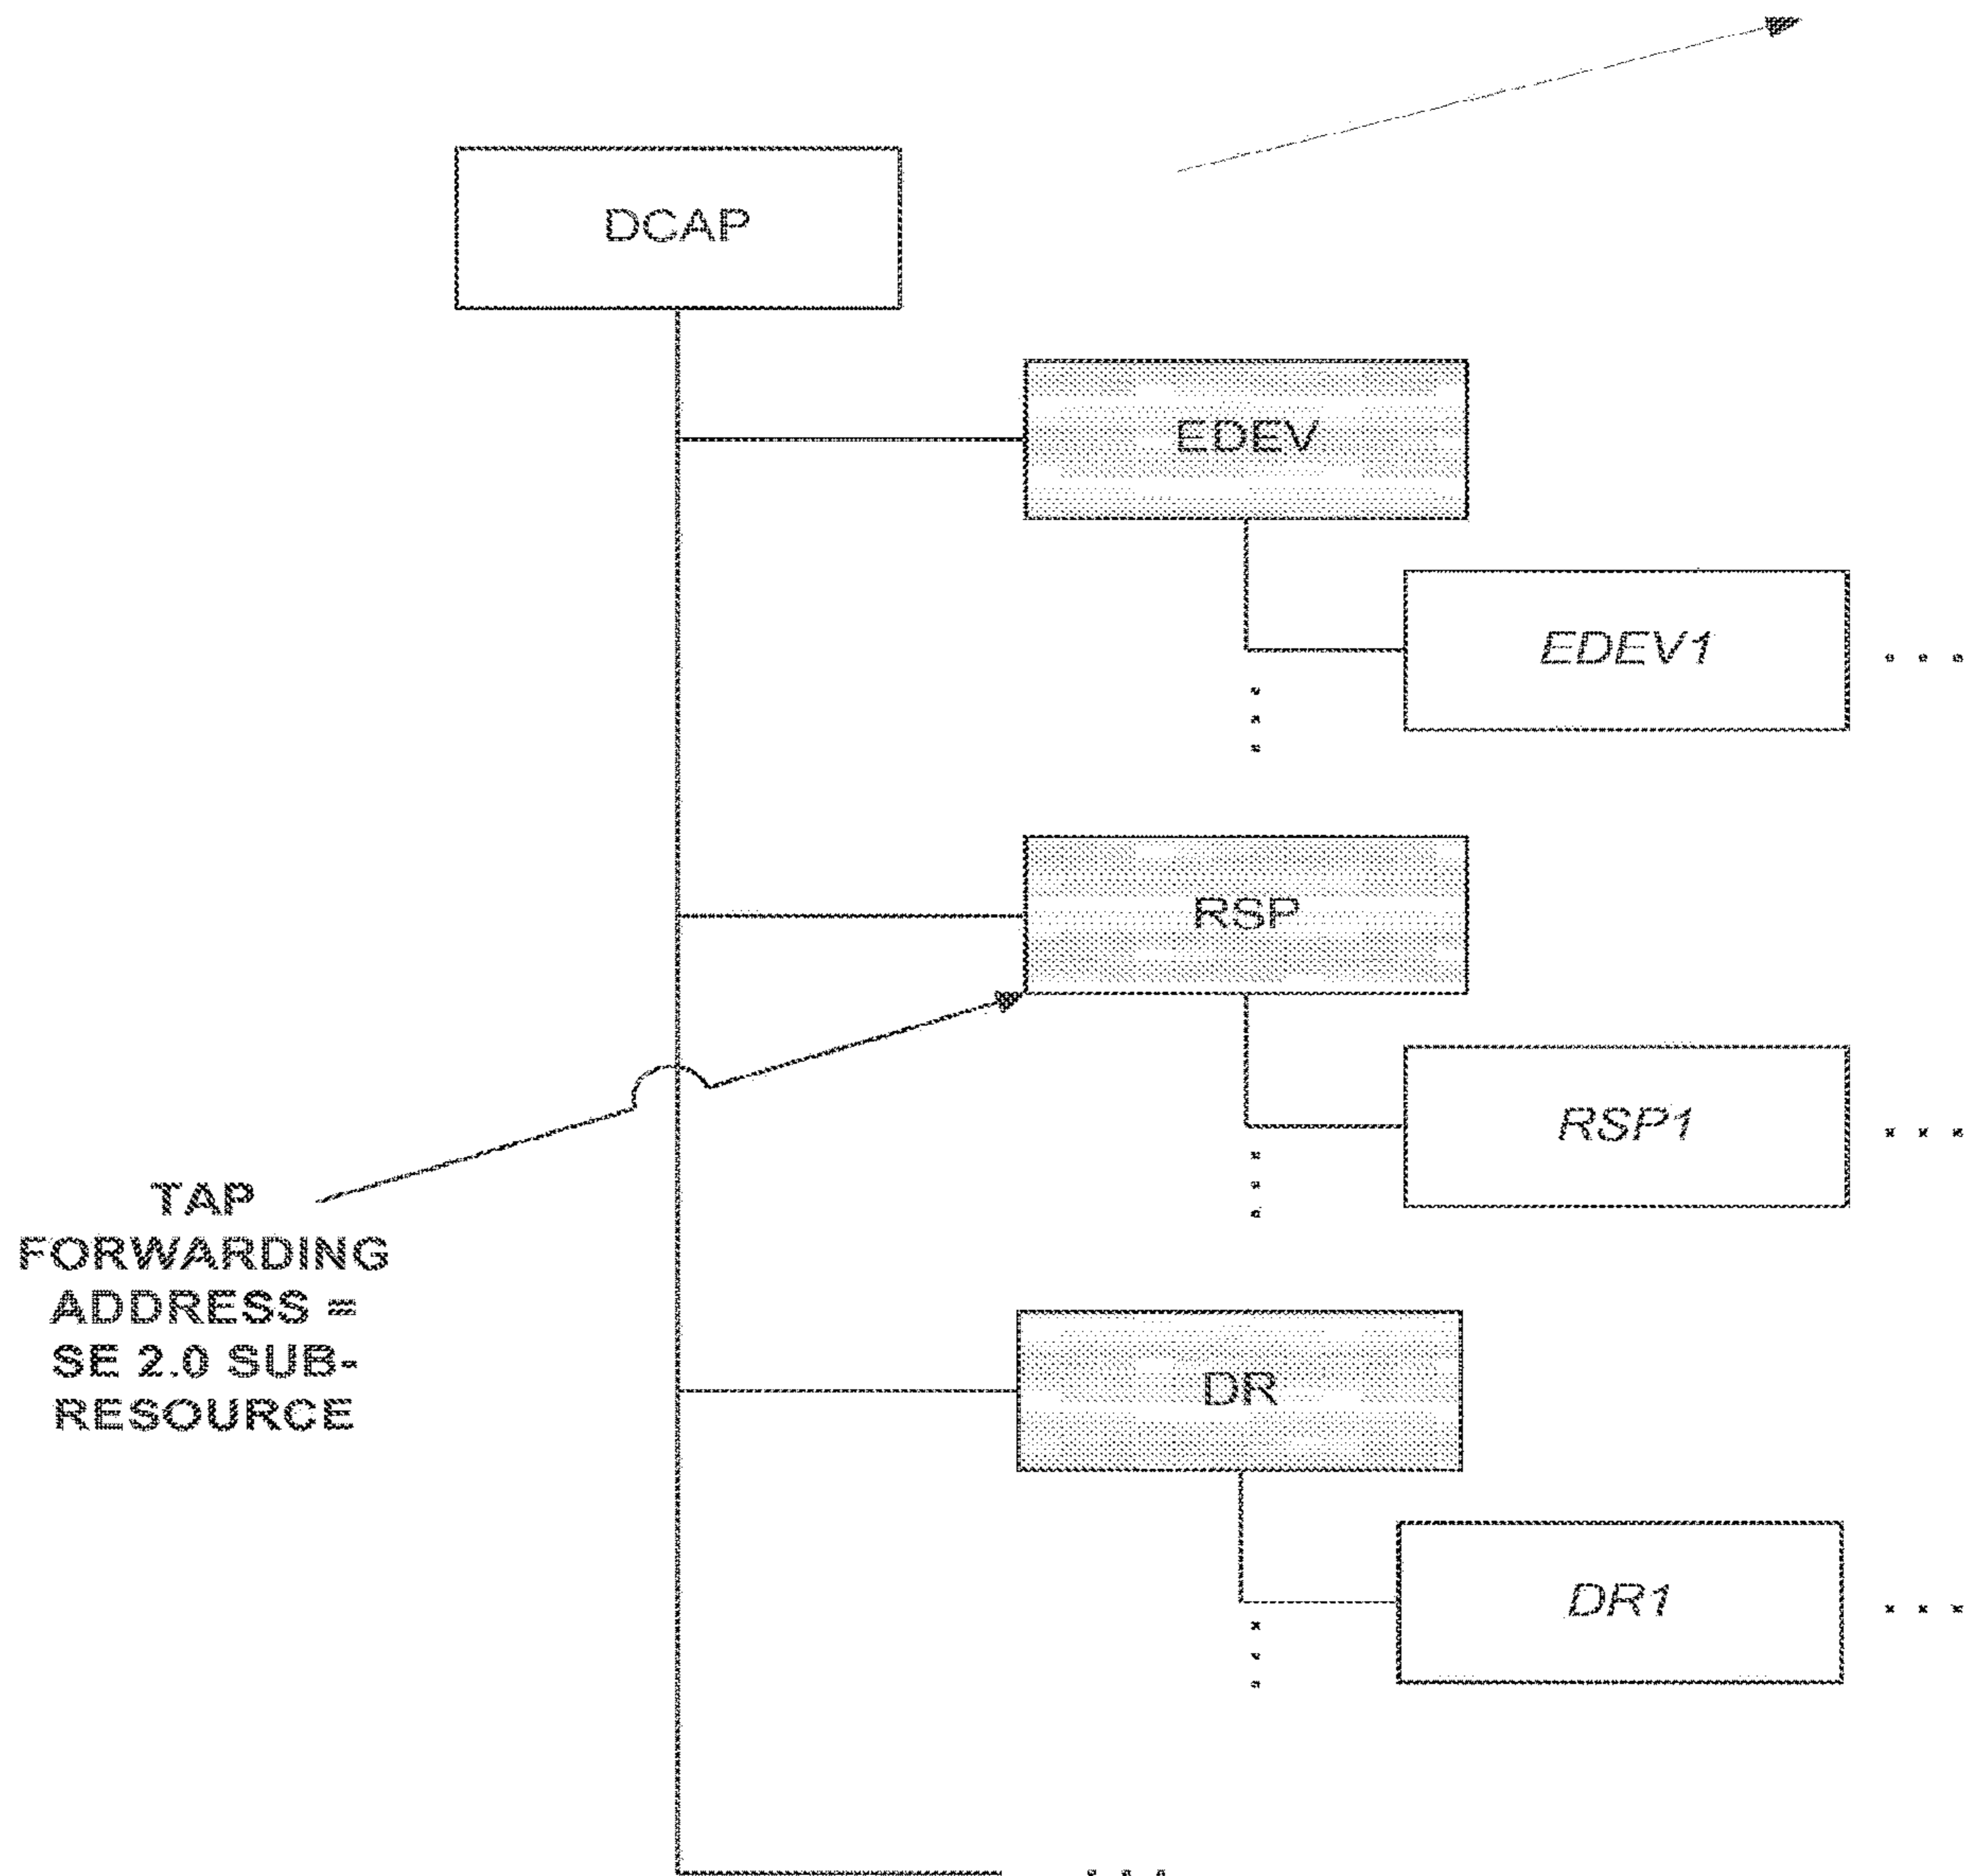 DCAP
EDEV
EDEV1
RSP
RSP1
TAP
FORWARDING
ADDRESS =
SE 2.0 SUB-
RESOURCE
DR
DR1